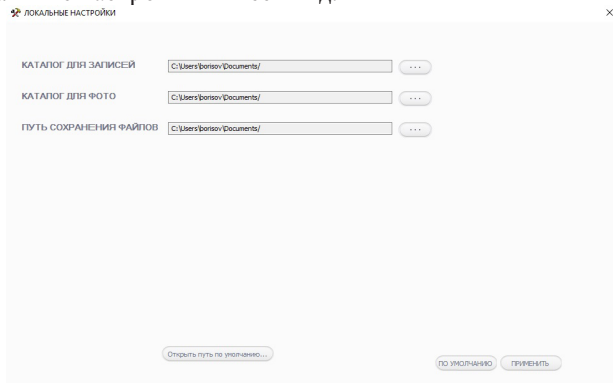 ЛОКАЛЬНЫЕ НАСТРОЙКИ
КАТАЛОГ ДЛЯ ЗАПИСЕЙ C:\Users\borisov\Documents/ ...
КАТАЛОГ ДЛЯ ФОТО C:\Users\borisov\Documents/ ...
ПУТЬ СОХРАНЕНИЯ ФАЙЛОВ C:\Users\borisov\Documents/ ...
Открыть путь по умолчанию...
ПО УМОЛЧАНИЮ ПРИМЕНИТЬ